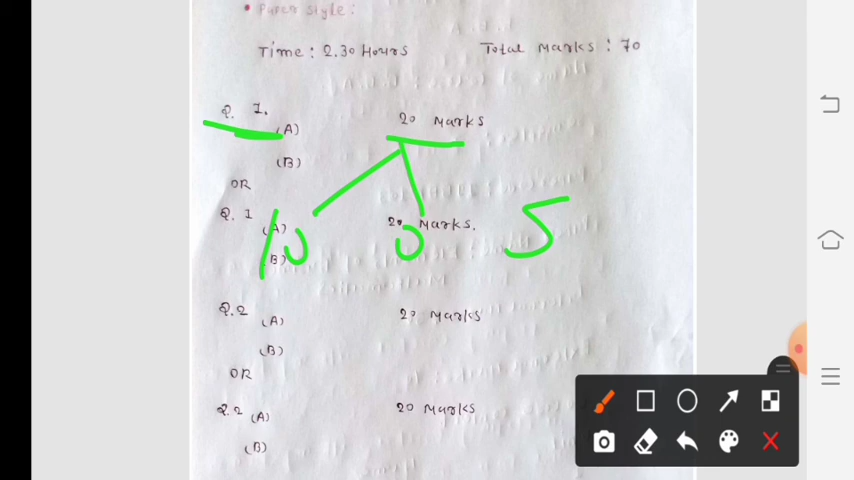 • Paper Style:
Time: 2.30 Hours Total Marks: 70
Q. 1. 20 Marks
(A)
(B)
OR
Q. 1 (A) 20 Marks.
(B)
10 0 5
Q.2 (A) 20 Marks
(B)
OR
Q.2 (A) 20 Marks
(B)